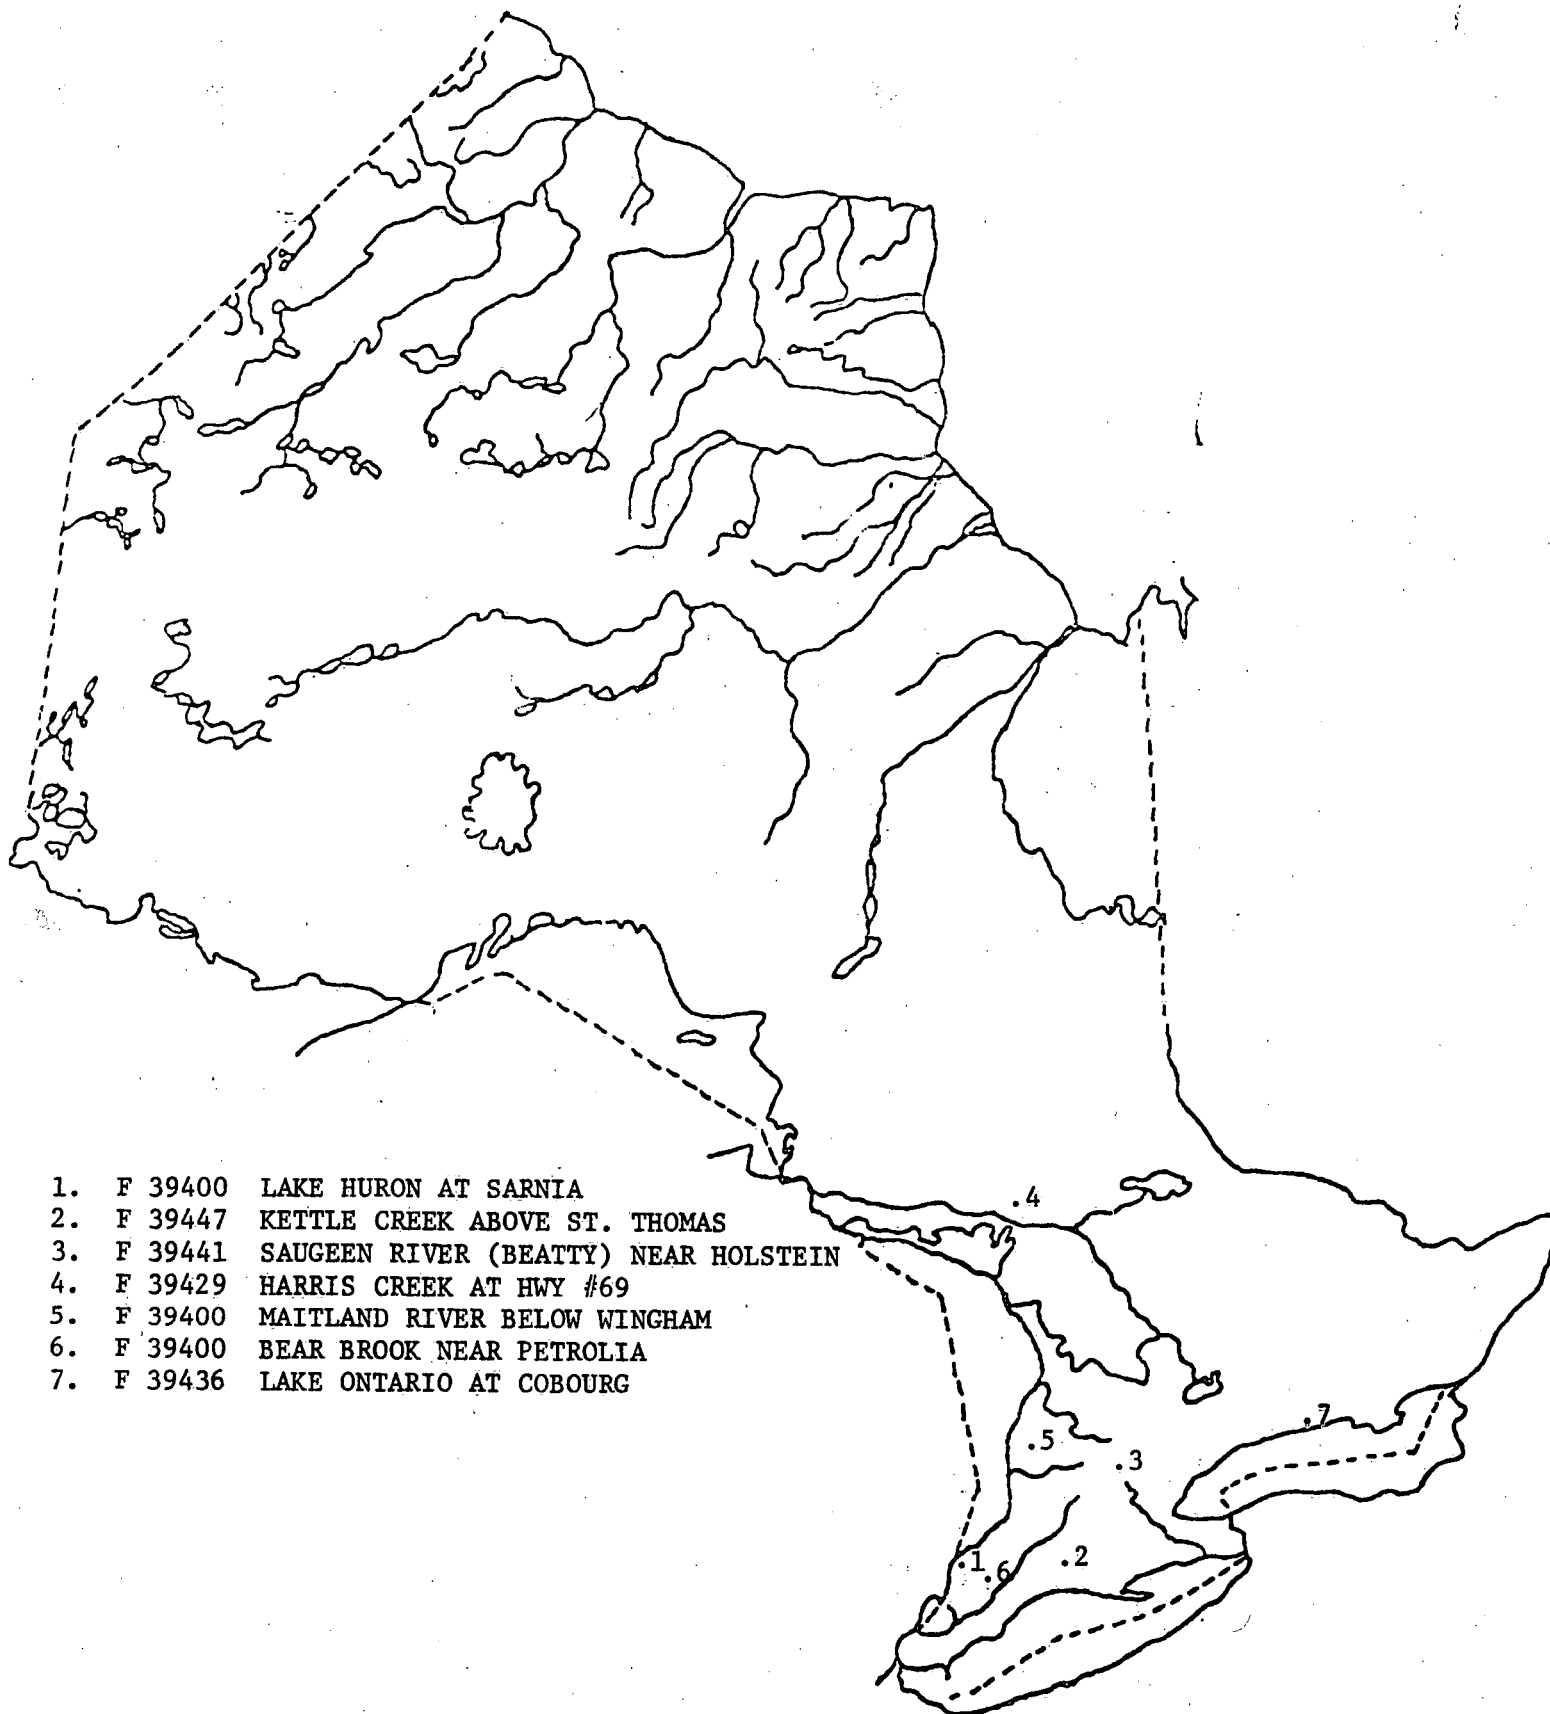 1. F 39400 LAKE HURON AT SARNIA
2. F 39447 KETTLE CREEK ABOVE ST. THOMAS
3. F 39441 SAUGEEN RIVER (BEATTY) NEAR HOLSTEIN
4. F 39429 HARRIS CREEK AT HWY #69
5. F 39400 MAITLAND RIVER BELOW WINGHAM
6. F 39400 BEAR BROOK NEAR PETROLIA
7. F 39436 LAKE ONTARIO AT COBOURG
.4
.7
.5
.3
.1
.6
.2